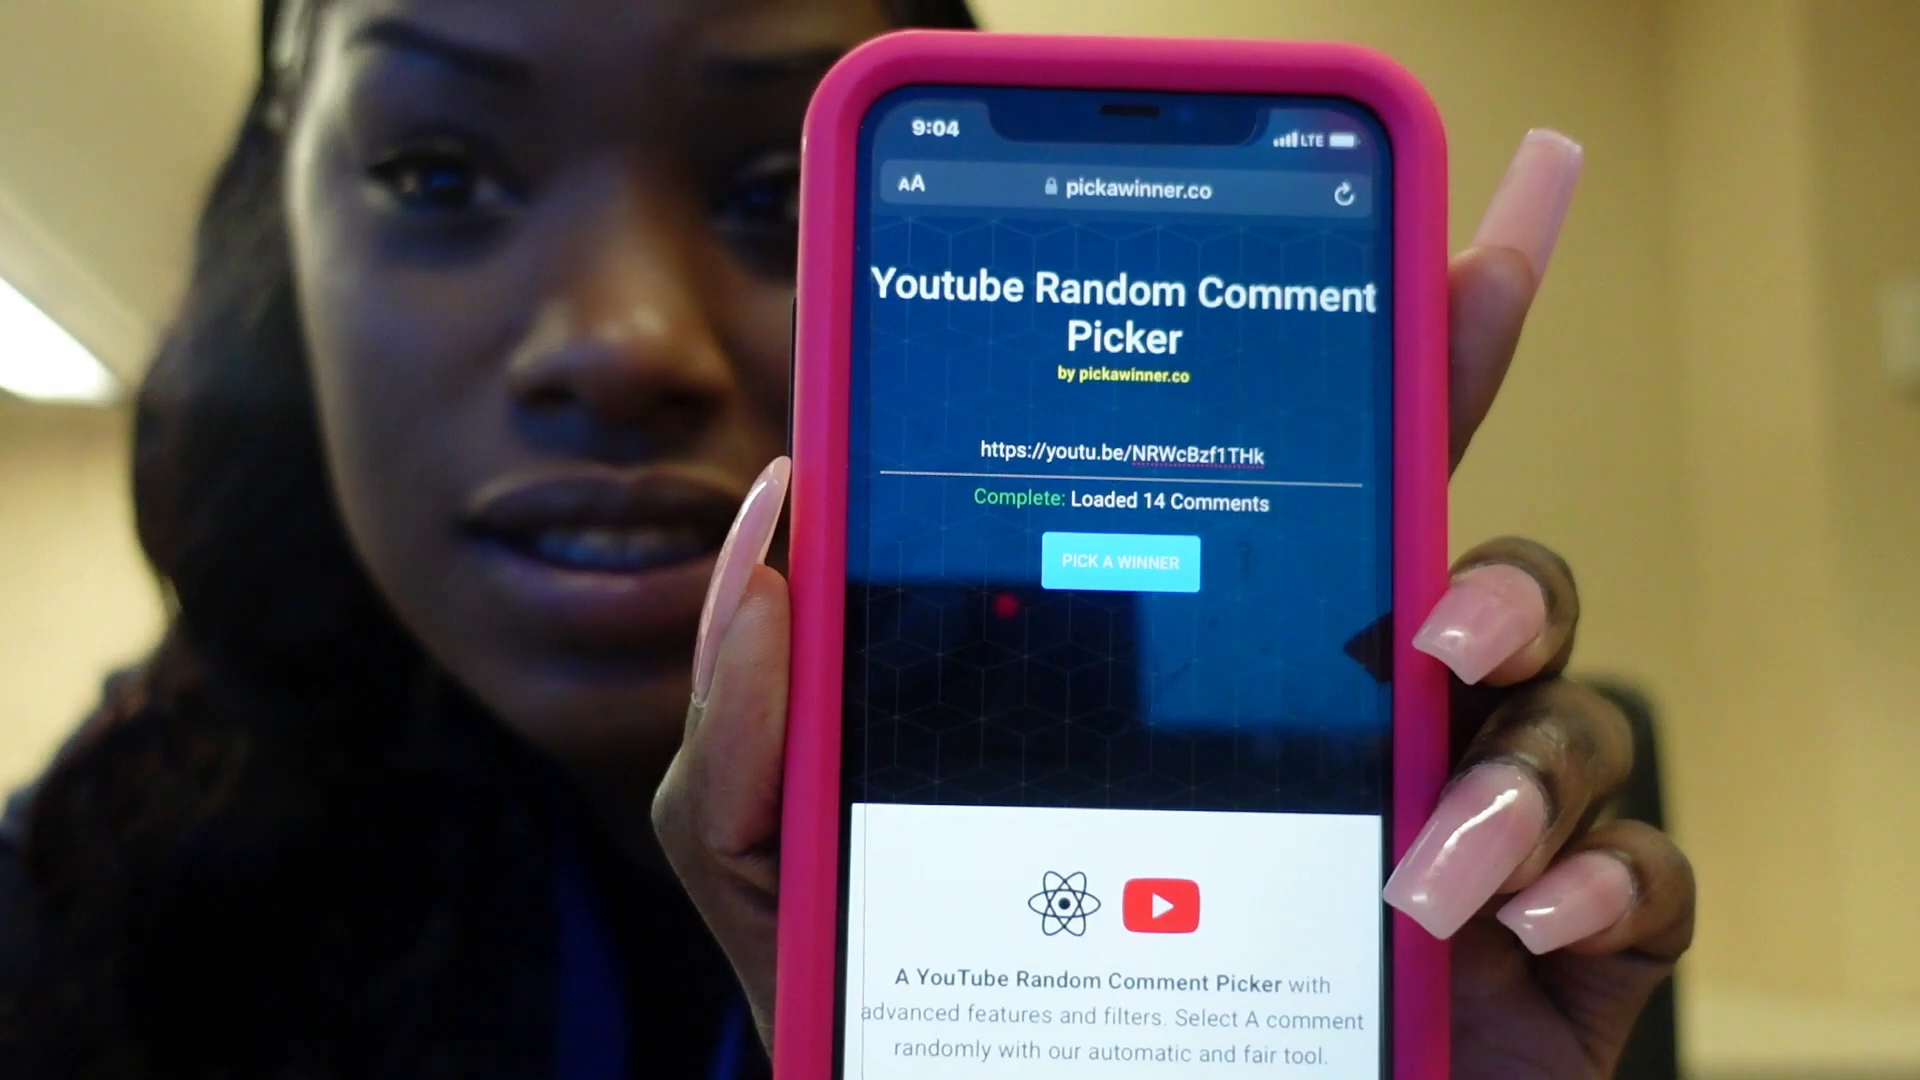 9:04
LTE
AA
pickawinner.co
Youtube Random Comment
Picker
by pickawinner.co
https://youtu.be/NRWcBzf1THk
Complete: Loaded 14 Comments
PICK A WINNER
A YouTube Random Comment Picker with
advanced features and filters. Select A comment
randomly with our automatic and fair tool.